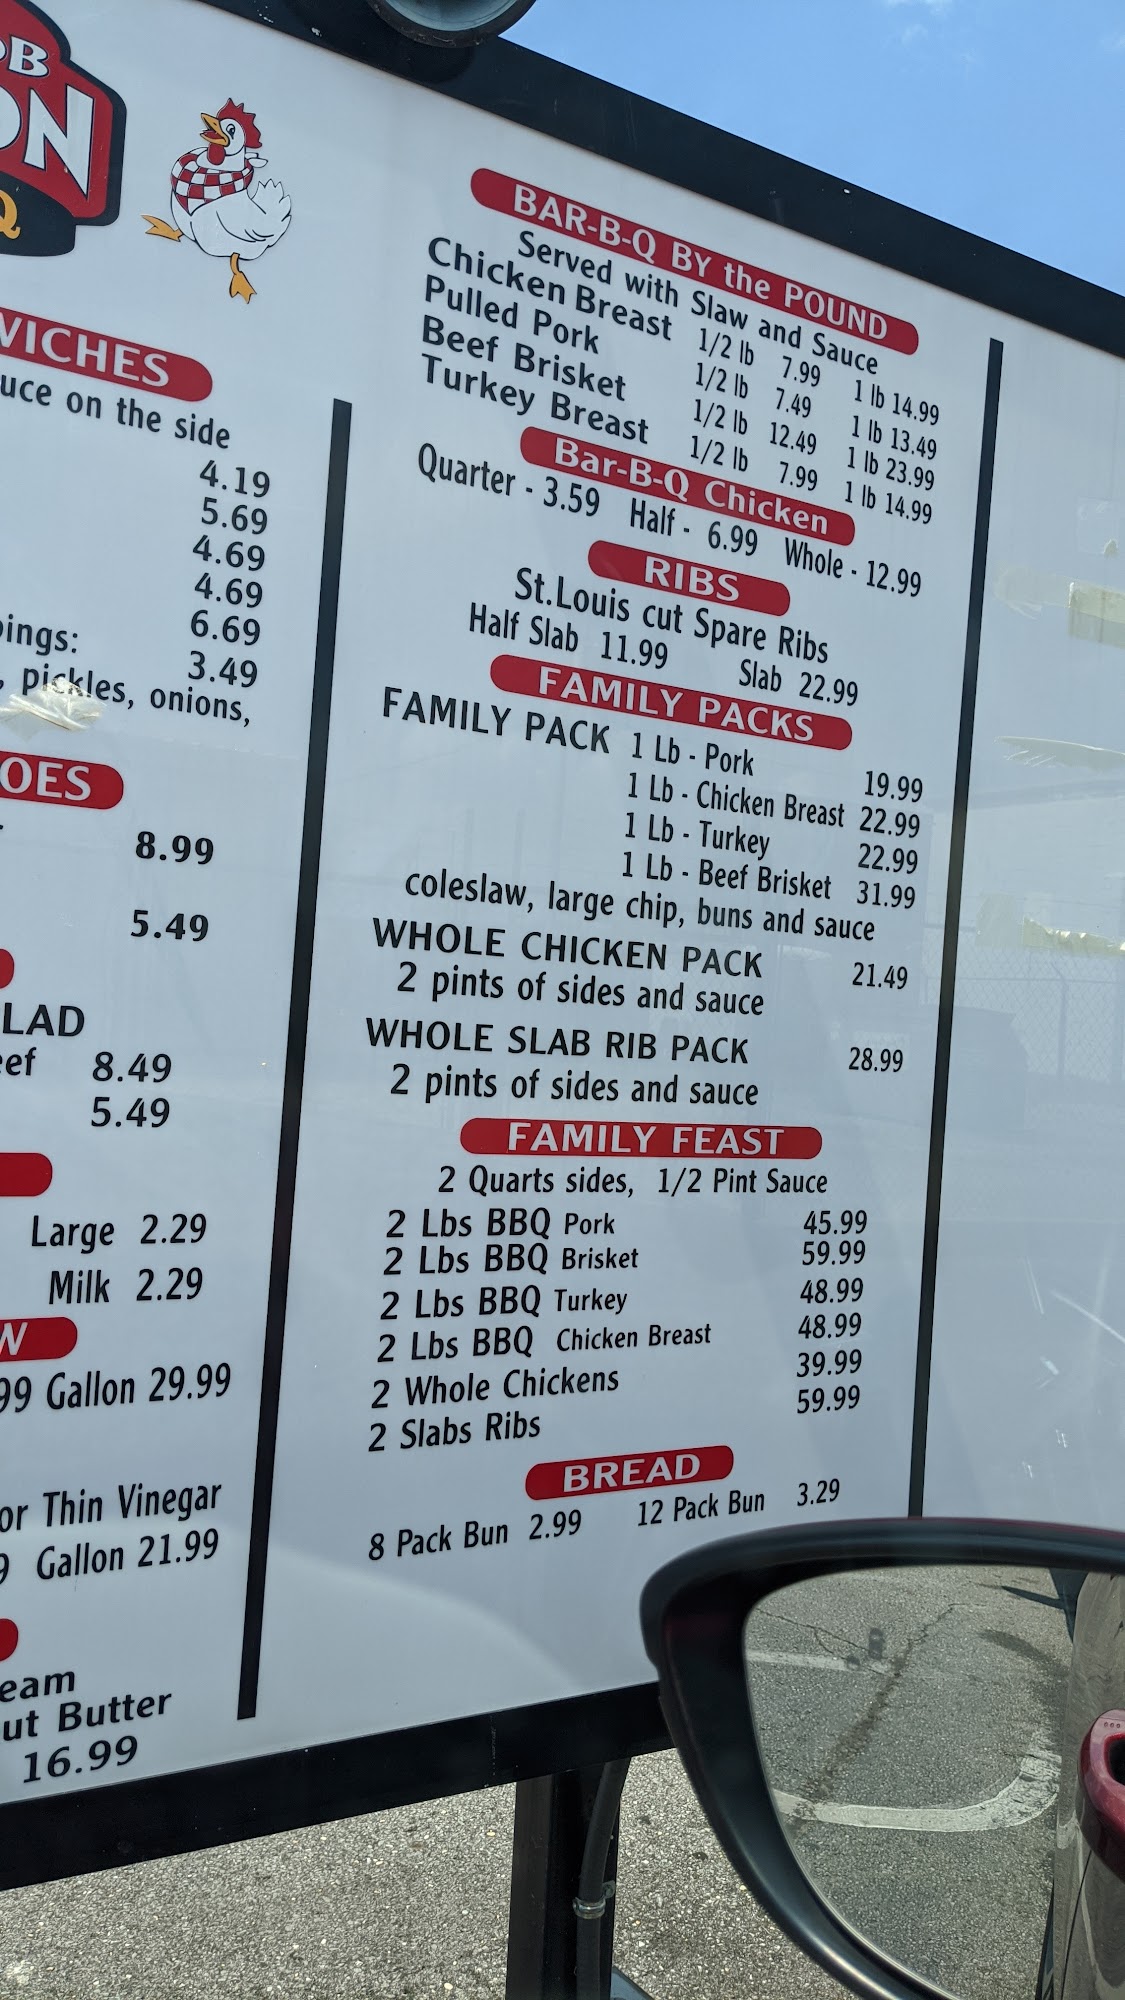 OB
ON
Q
WICHES
uce on the side
4.19
5.69
4.69
4.69
6.69
pings: 3.49
, pickles, onions,
OES
8.99
5.49
LAD
eef 8.49
5.49
Large 2.29
Milk 2.29
W
99 Gallon 29.99
or Thin Vinegar
9 Gallon 21.99
eam
ut Butter
16.99
BAR-B-Q BY the POUND
Served with Slaw and Sauce
Chicken Breast 1/2 lb 7.99 1 lb 14.99
Pulled Pork 1/2 lb 7.49 1 lb 13.49
Beef Brisket 1/2 lb 12.49 1 lb 23.99
Turkey Breast 1/2 lb 7.99 1 lb 14.99
Bar-B-Q Chicken
Quarter - 3.59 Half - 6.99 Whole - 12.99
RIBS
St.Louis cut Spare Ribs
Half Slab 11.99 Slab 22.99
FAMILY PACKS
FAMILY PACK 1 Lb - Pork 19.99
1 Lb - Chicken Breast 22.99
1 Lb - Turkey 22.99
1 Lb - Beef Brisket 31.99
coleslaw, large chip, buns and sauce
WHOLE CHICKEN PACK 21.49
2 pints of sides and sauce
WHOLE SLAB RIB PACK 28.99
2 pints of sides and sauce
FAMILY FEAST
2 Quarts sides, 1/2 Pint Sauce
2 Lbs BBQ Pork 45.99
2 Lbs BBQ Brisket 59.99
2 Lbs BBQ Turkey 48.99
2 Lbs BBQ Chicken Breast 48.99
2 Whole Chickens 39.99
2 Slabs Ribs 59.99
BREAD
8 Pack Bun 2.99 12 Pack Bun 3.29